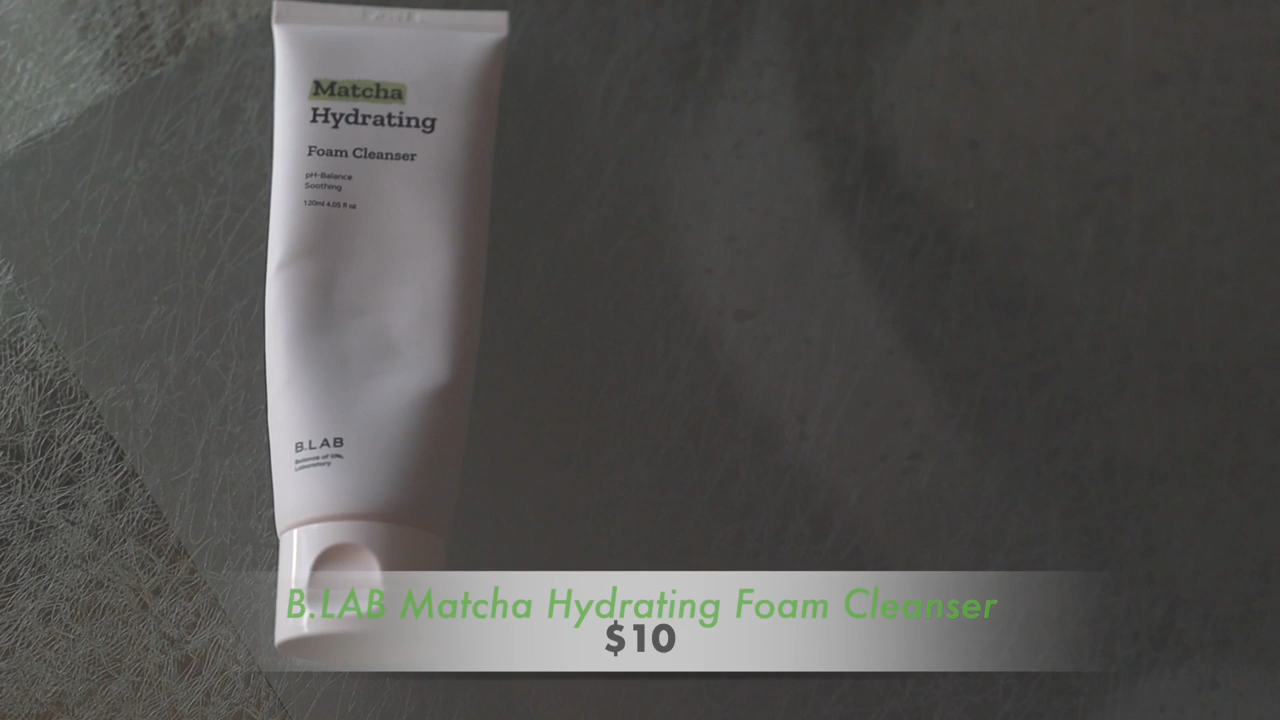 Matcha
Hydrating
Foam Cleanser
pH-Balance
Soothing
120ml 4.05 fl oz
B.LAB
Balance of life,
Laboratory
B.LAB Matcha Hydrating Foam Cleanser
$10